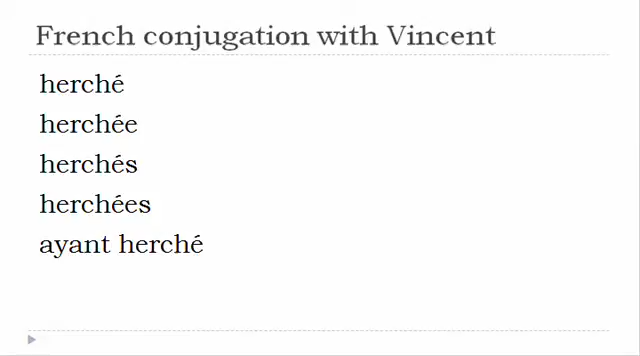 French conjugation with Vincent
herché
herchée
herchés
herchées
ayant herché